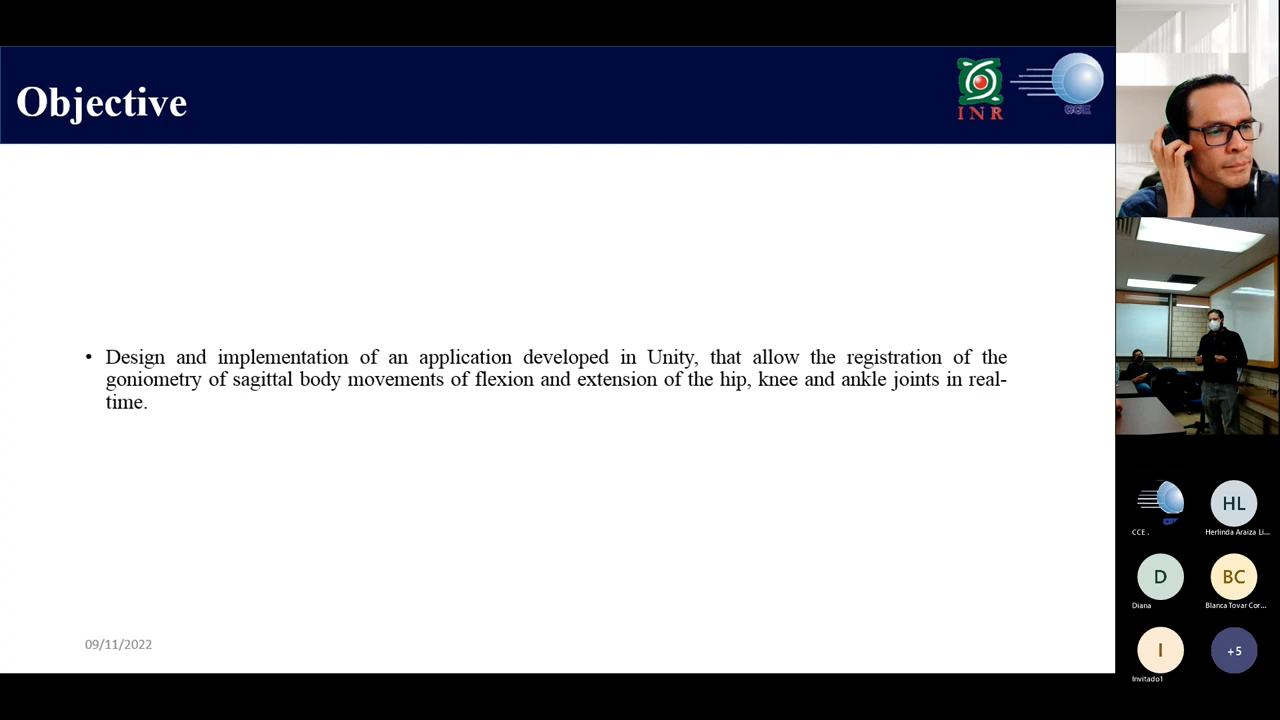 Objective
INR
CCE
• Design and implementation of an application developed in Unity, that allow the registration of the
goniometry of sagittal body movements of flexion and extension of the hip, knee and ankle joints in real-
time.
09/11/2022
CCE .
HL
Herlinda Araiza Li...
D
Diana
BC
Blanca Tovar Cor...
I
Invitado1
+5